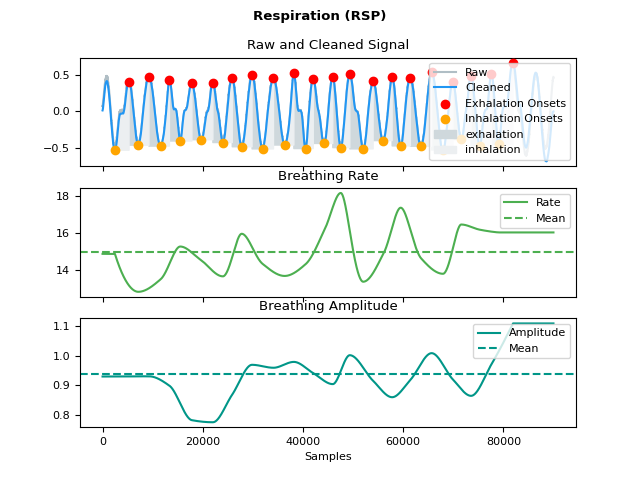 Respiration (RSP)
Raw and Cleaned Signal
0.5
0.0
−0.5
Raw
Cleaned
Exhalation Onsets
Inhalation Onsets
exhalation
inhalation
Breathing Rate
18
16
14
Rate
Mean
Breathing Amplitude
1.1
1.0
0.9
0.8
Amplitude
Mean
0 20000 40000 60000 80000
Samples